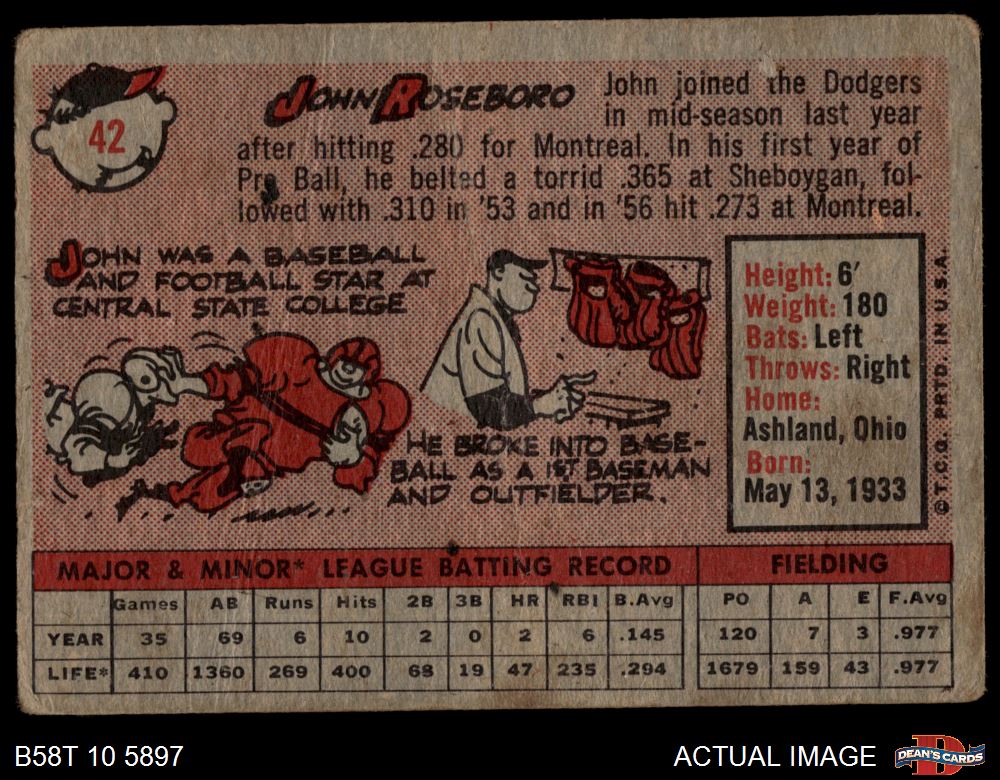 42
JOHN ROSEBORO
John joined the Dodgers
in mid-season last year
after hitting .280 for Montreal. In his first year of
Pro Ball, he belted a torrid .365 at Sheboygan, fol-
lowed with .310 in '53 and in '56 hit .273 at Montreal.
JOHN WAS A BASEBALL
AND FOOTBALL STAR AT
CENTRAL STATE COLLEGE
HE BROKE INTO BASE-
BALL AS A 1ST BASEMAN
AND OUTFIELDER.
Height: 6'
Weight: 180
Bats: Left
Throws: Right
Home:
Ashland, Ohio
Born:
May 13, 1933
© T.C.G. PRTD. IN U.S.A.
MAJOR & MINOR* LEAGUE BATTING RECORD FIELDING
Games AB Runs Hits 2B 3B HR RBI B.Avg PO A E F.Avg
YEAR 35 69 6 10 2 0 2 6 .145 120 7 3 .977
LIFE* 410 1360 269 400 68 19 47 235 .294 1679 159 43 .977
B58T 10 5897
ACTUAL IMAGE
DEAN'S CARDS